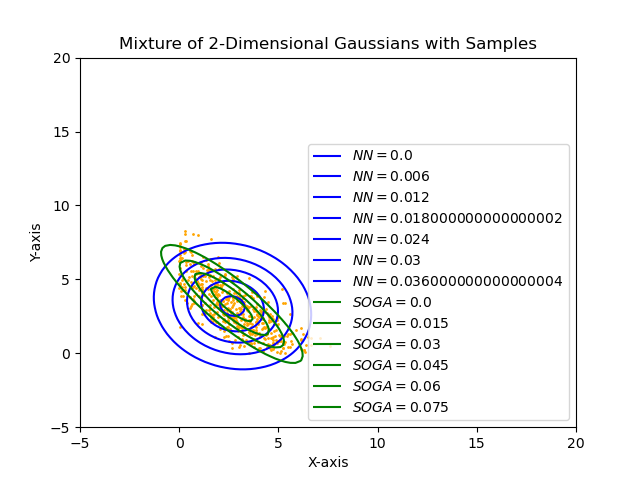 Mixture of 2-Dimensional Gaussians with Samples
20
15
10
5
0
−5
Y-axis
NN = 0.0
NN = 0.006
NN = 0.012
NN = 0.018000000000000002
NN = 0.024
NN = 0.03
NN = 0.036000000000000004
SOGA = 0.0
SOGA = 0.015
SOGA = 0.03
SOGA = 0.045
SOGA = 0.06
SOGA = 0.075
−5 0 5 10 15 20
X-axis